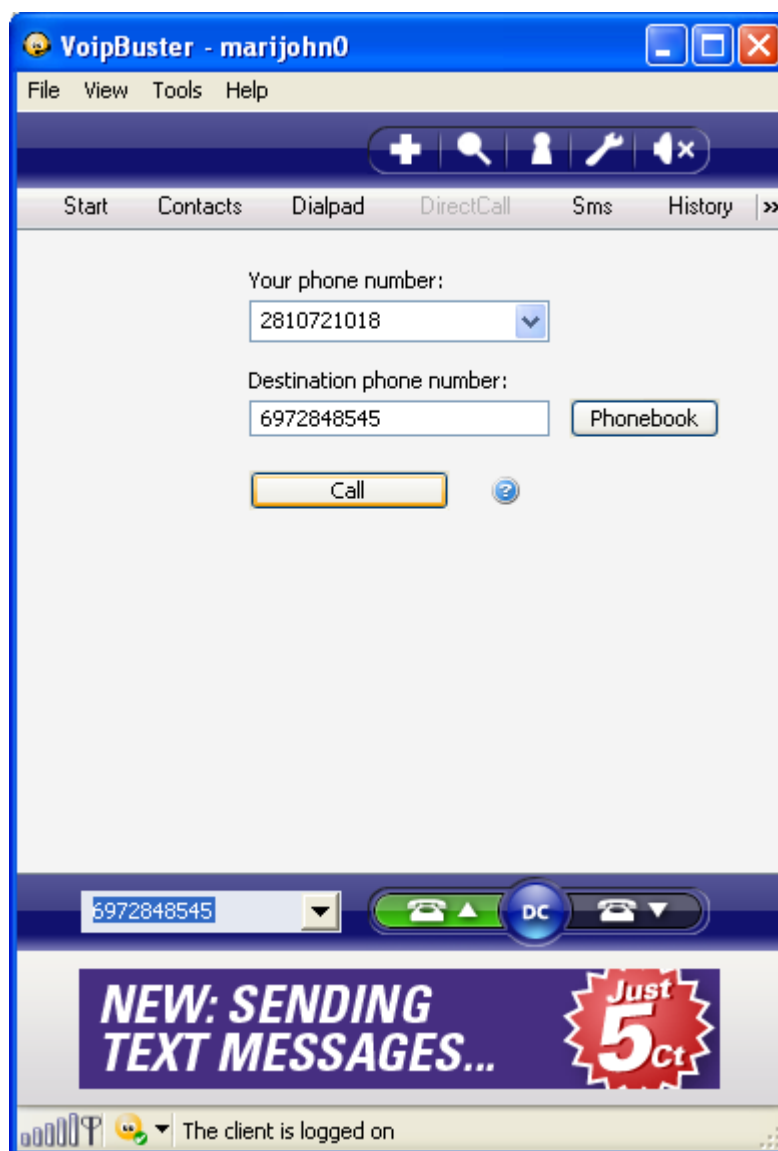 VoipBuster - marijohn0
File View Tools Help
Start Contacts Dialpad DirectCall Sms History »
Your phone number:
2810721018
Destination phone number:
6972848545 Phonebook
Call ?
6972848545 DC
NEW: SENDING
TEXT MESSAGES...
Just
5 Ct
The client is logged on